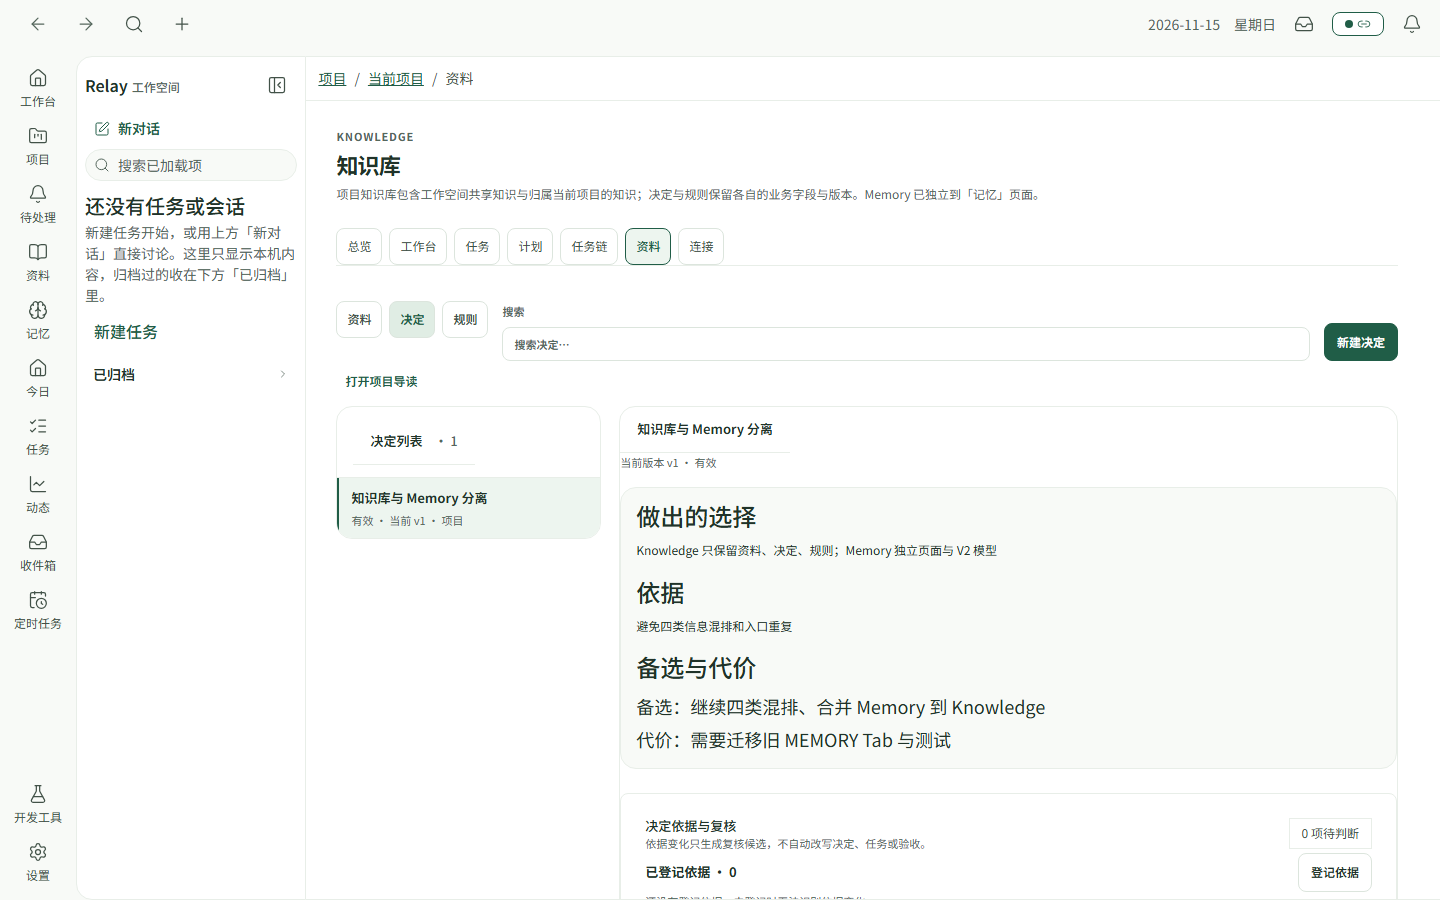 2026-11-15 星期日
工作台
项目
待处理
资料
记忆
今日
任务
动态
收件箱
定时任务
开发工具
设置
Relay 工作空间
新对话
搜索已加载项
还没有任务或会话
新建任务开始，或用上方「新对
话」直接讨论。这里只显示本机内
容，归档过的收在下方「已归档」
里。
新建任务
已归档
项目 / 当前项目 / 资料
KNOWLEDGE
知识库
项目知识库包含工作空间共享知识与归属当前项目的知识；决定与规则保留各自的业务字段与版本。Memory 已独立到「记忆」页面。
总览 工作台 任务 计划 任务链 资料 连接
资料 决定 规则
搜索
搜索决定…
新建决定
打开项目导读
决定列表 · 1
知识库与 Memory 分离
有效 · 当前 v1 · 项目
知识库与 Memory 分离
当前版本 v1 · 有效
做出的选择
Knowledge 只保留资料、决定、规则；Memory 独立页面与 V2 模型
依据
避免四类信息混排和入口重复
备选与代价
备选：继续四类混排、合并 Memory 到 Knowledge
代价：需要迁移旧 MEMORY Tab 与测试
决定依据与复核
依据变化只生成复核候选，不自动改写决定、任务或验收。
0 项待判断
已登记依据 · 0
登记依据